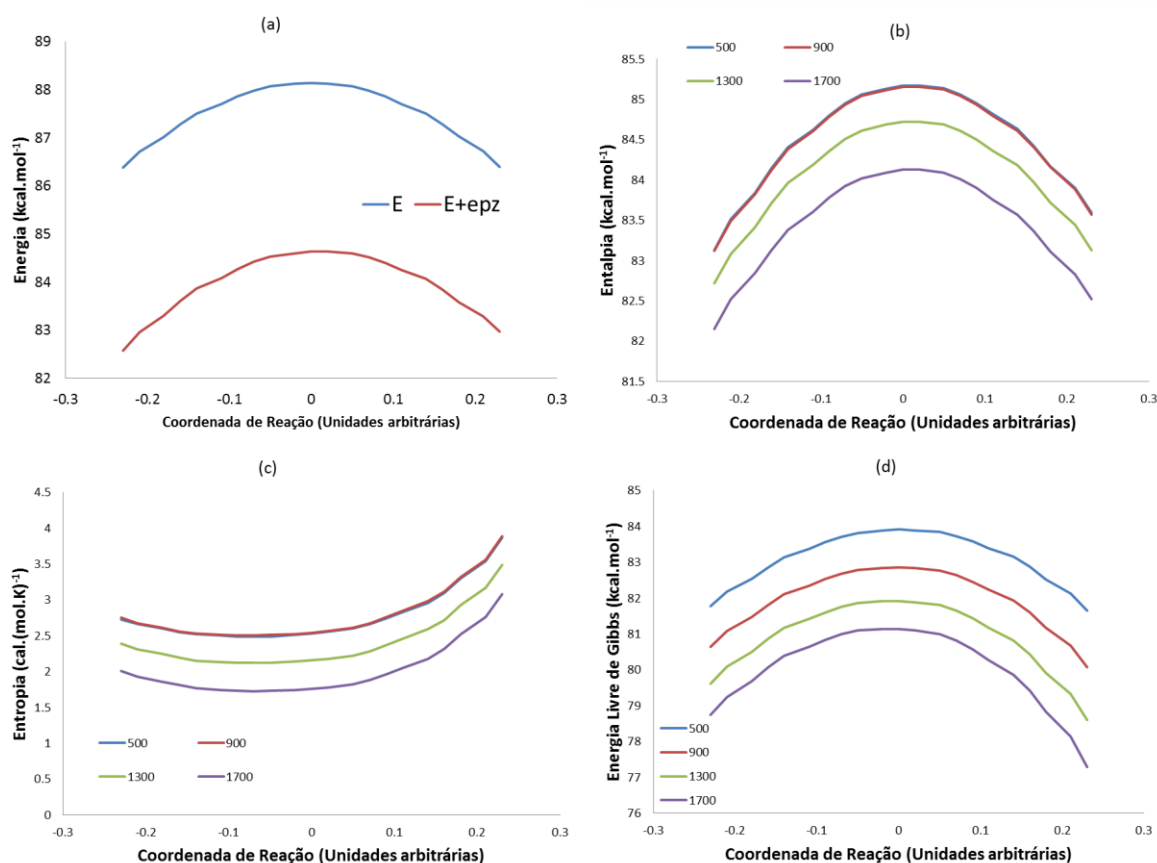 (a)
Energia (kcal.mol-1)
89
88
87
86
85
84
83
82
E E+epz
-0.3 -0.2 -0.1 0 0.1 0.2 0.3
Coordenada de Reação (Unidades arbitrárias)
(b)
500 900
1300 1700
Entalpia (kcal.mol-1)
85.5
85
84.5
84
83.5
83
82.5
82
81.5
-0.3 -0.2 -0.1 0 0.1 0.2 0.3
Coordenada de Reação (Unidades arbitrárias)
(c)
Entropia (cal.(mol.K)-1)
4.5
4
3.5
3
2.5
2
1.5
1
0.5
0
500 900
1300 1700
-0.3 -0.2 -0.1 0 0.1 0.2 0.3
Coordenada de Reação (Unidades arbitrárias)
(d)
Energia Livre de Gibbs (kcal.mol-1)
85
84
83
82
81
80
79
78
77
76
500
900
1300
1700
-0.3 -0.2 -0.1 0 0.1 0.2 0.3
Coordenada de Reação (Unidades arbitrárias)